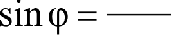 sin φ = —